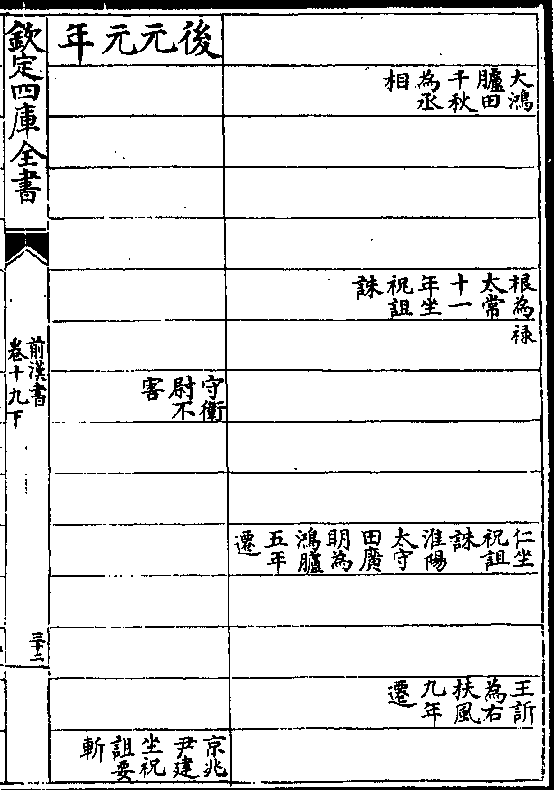 大鴻
臚田
千秋
為丞
相
根為
太常
十一
年坐
祝詛
誅
祿
仁坐
祝詛
誅
淮陽
太守
田廣
明為
鴻臚
五年
遷
王訢
為右
扶風
九年
遷
後元元年
守衛
尉不
害
京兆
尹建
坐祝
詛要
斬
欽定四庫全書
前漢書
卷十九下
三十二